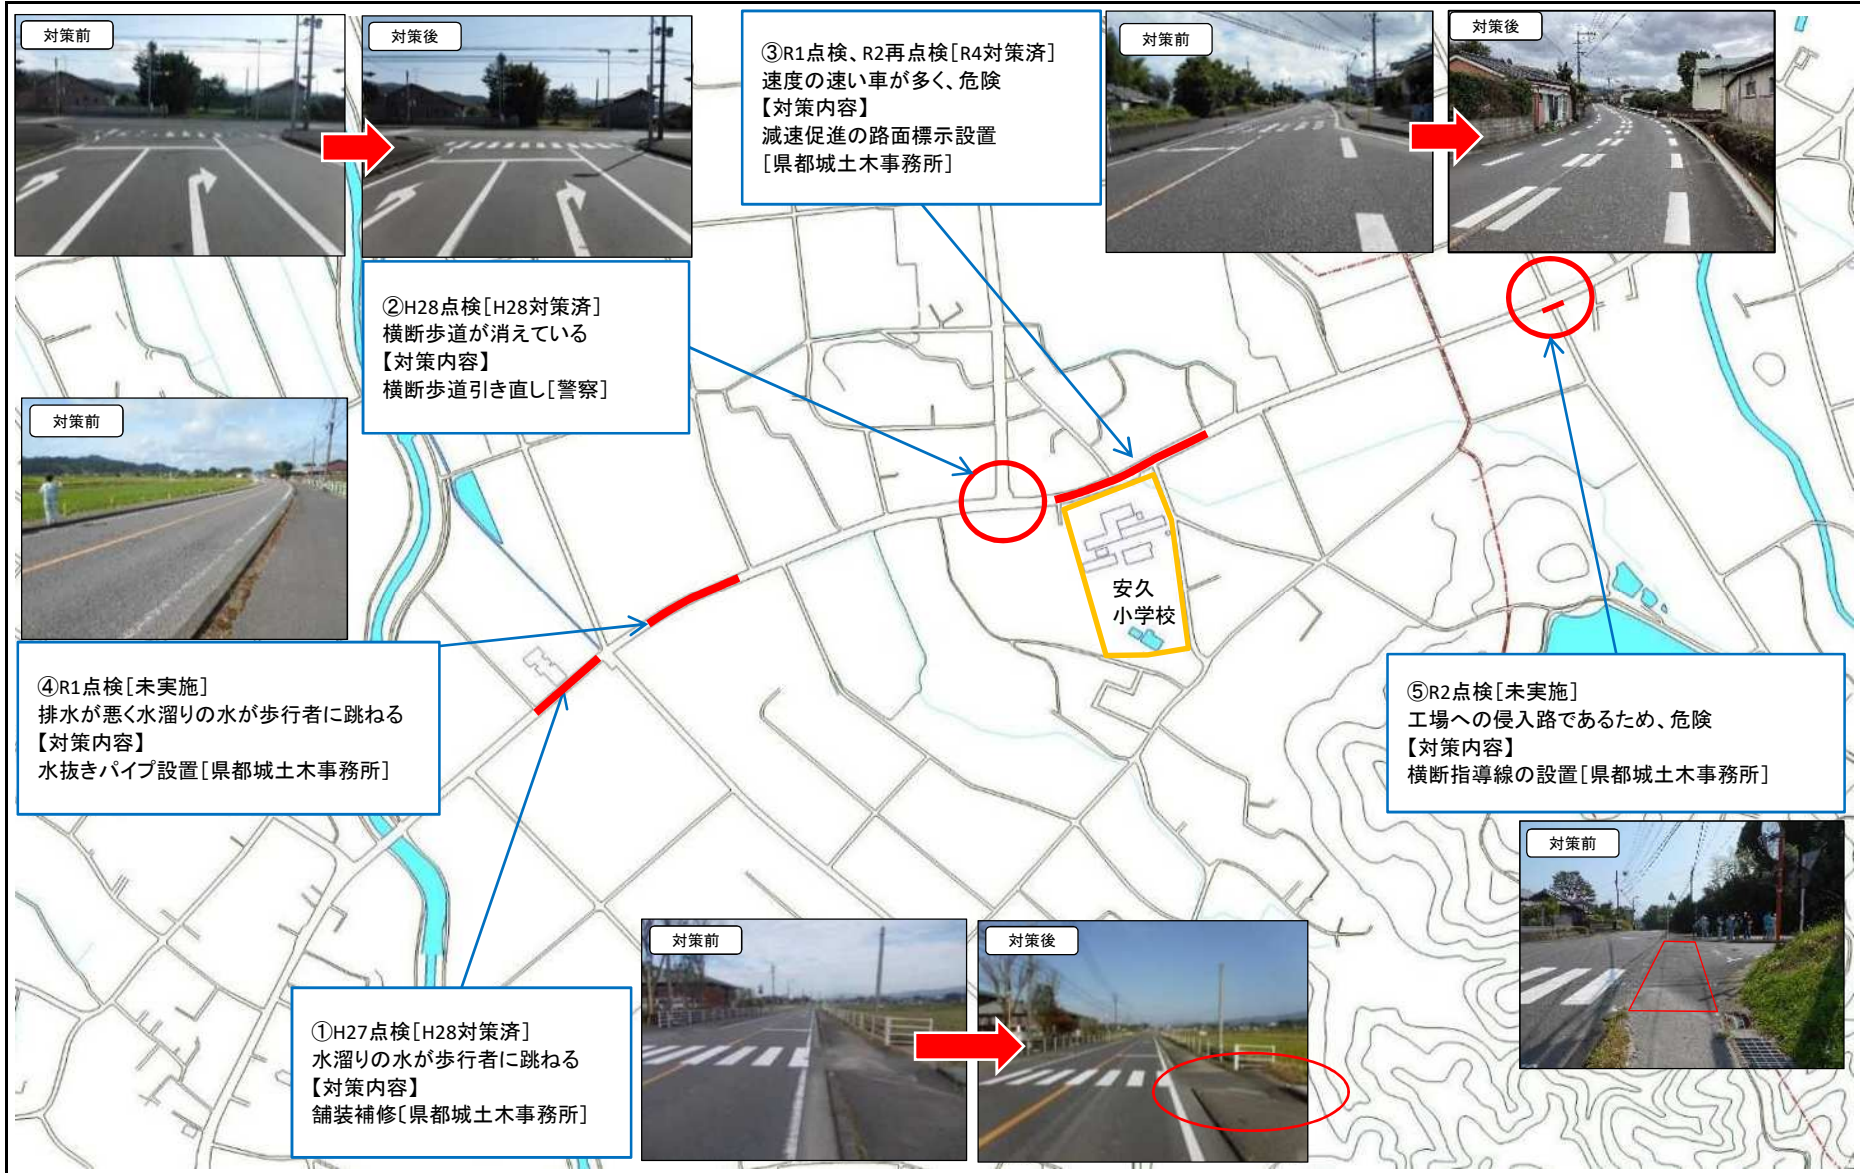 対策前
対策後
③R1点検、R2再点検[R4対策済]
速度の速い車が多く、危険
【対策内容】
減速促進の路面標示設置
[県都城土木事務所]
対策前
対策後
②H28点検[H28対策済]
横断歩道が消えている
【対策内容】
横断歩道引き直し[警察]
対策前
安久
小学校
④R1点検[未実施]
排水が悪く水溜りの水が歩行者に跳ねる
【対策内容】
水抜きパイプ設置[県都城土木事務所]
⑤R2点検[未実施]
工場への侵入路であるため、危険
【対策内容】
横断指導線の設置[県都城土木事務所]
対策前
①H27点検[H28対策済]
水溜りの水が歩行者に跳ねる
【対策内容】
舗装補修[県都城土木事務所]
対策前
対策後